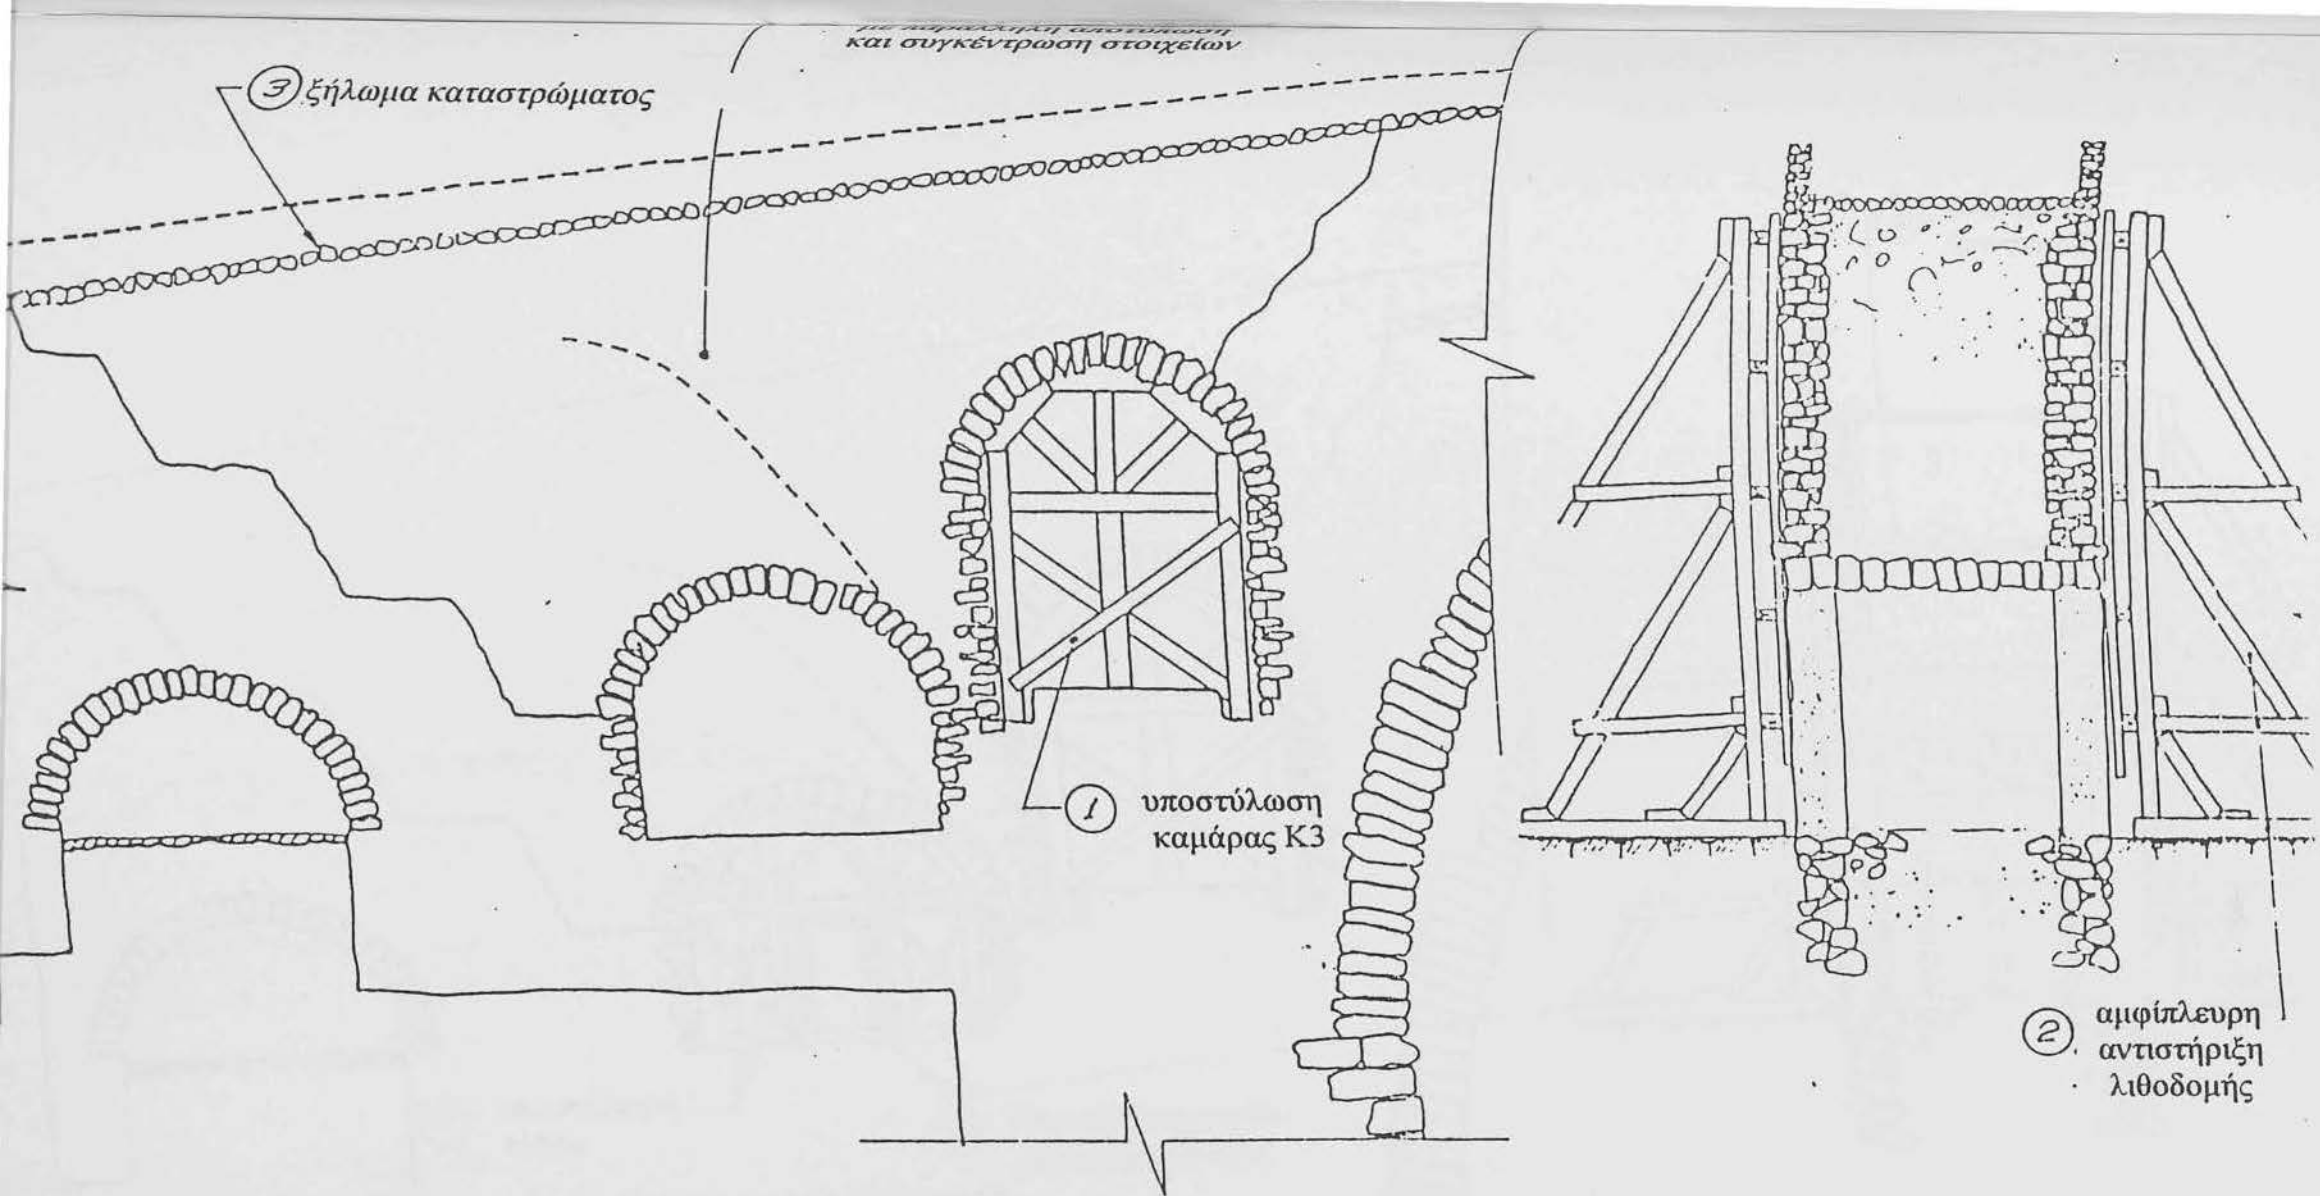 και συγκέντρωση στοιχείων
3 ξήλωμα καταστρώματος
1 υποστύλωση
καμάρας Κ3
2 αμφίπλευρη
αντιστήριξη
λιθοδομής